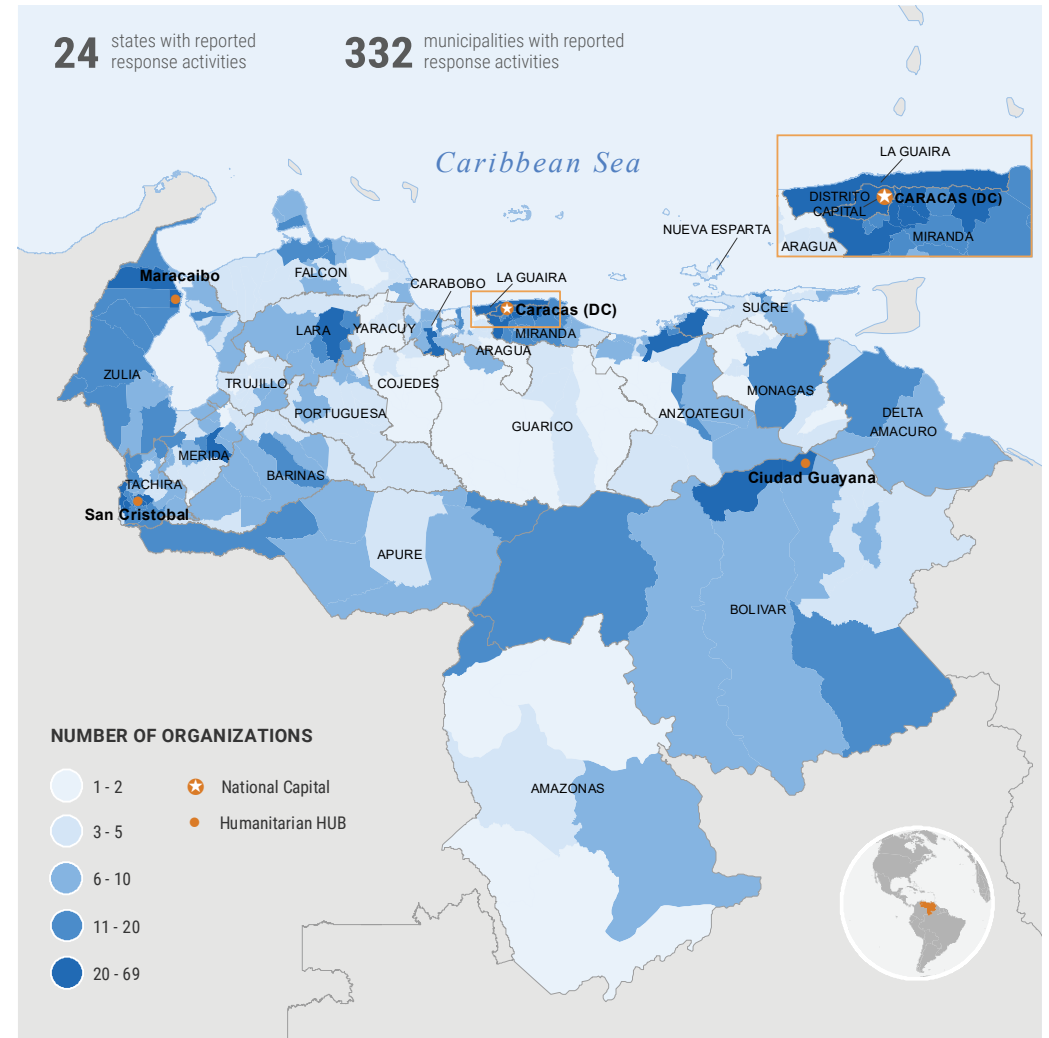 24 states with reported
response activities
332 municipalities with reported
response activities
Caribbean Sea
LA GUAIRA
DISTRITO
CAPITAL
CARACAS (DC)
ARAGUA
MIRANDA
NUEVA ESPARTA
Maracaibo
FALCON
CARABOBO
LA GUAIRA
Caracas (DC)
SUCRE
LARA
YARACUY
MIRANDA
ARAGUA
ZULIA
TRUJILLO
COJEDES
MONAGAS
PORTUGUESA
GUARICO
ANZOATEGUI
DELTA
AMACURO
MERIDA
BARINAS
Ciudad Guayana
TACHIRA
San Cristobal
APURE
BOLIVAR
AMAZONAS
NUMBER OF ORGANIZATIONS
1 - 2
3 - 5
6 - 10
11 - 20
20 - 69
National Capital
Humanitarian HUB